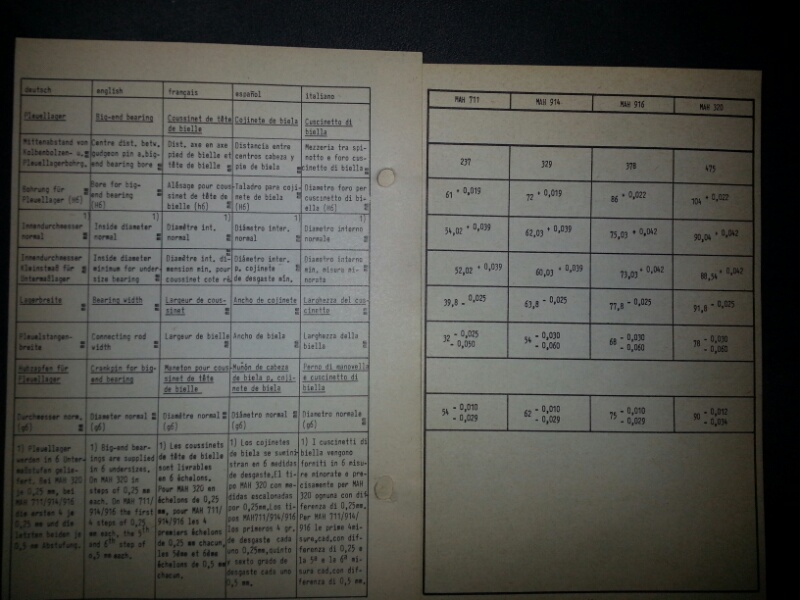 deutsch english français español italiano
Pleuellager Big-end bearing Coussinet de tête de bielle Cojinete de biela Cuscinetto di biella
Mittenabstand vom Kolbenbolzen- u. Pleuellagerbohrg. Centre dist. betw. gudgeon pin a.big-end bearing bore Dist. axe en axe pied de bielle et tête de bielle Distancia entre centros cabeza y pie de biela Mezzeria tra spinotto e foro cuscinetto di biella
Bohrung für Pleuellager (H6) Bore for big-end bearing (H6) Alésage pour coussinet de tête de bielle (h6) Taladro para cojinete de biela (H6) Diametro foro per cuscinetto di biella (H6)
Innendurchmesser normal 1) Inside diameter normal 1) Diamètre int. normal 1) Diámetro inter. normal 1) Diametro interno normale 1)
Innendurchmesser Kleinstmaß für Untermaßlager Inside diameter minimum for undersize bearing Diamètre int. dimension min. pour coussinet cote ré. Diámetro inter. p. cojinete de desgaste mín. Diametro interno min. misura minorata
Lagerbreite Bearing width Largeur de coussinet Ancho de cojinete Larghezza del cuscinetto
Pleuelstangenbreite Connecting rod width Largeur de bielle Ancho de biela Larghezza della biella
Hubzapfen für Pleuellager Crankpin for big-end bearing Maneton pour coussinet de tête de bielle Muñón de cabeza de biela p. cojinete de biela Perno di manovella e cuscinetto di biella
Durchmesser norm. (g6) Diameter normal (g6) Diamètre normal (g6) Diámetro normal (g6) Diametro normale (g6)
1) Pleuellager werden in 6 Untermaßstufen geliefert. Bei MAH 320 je 0,25 mm, bei MAH 711/914/916 die ersten 4 je 0,25 mm und die letzten beiden je 0,5 mm Abstufung.
1) Big-end bearings are supplied in 6 undersizes. On MAH 320 in steps of 0.25 mm each. On MAH 711/914/916 the first 4 steps of 0.25 mm each, the 5th and 6th step of 0.5 mm each.
1) Les coussinets de tête de bielle sont livrables en 6 échelons. Pour MAH 320 en échelons de 0,25 mm, pour MAH 711/914/916 les 4 premiers échelons de 0,25 mm chacun, les 5ème et 6ème échelons de 0,5 mm chacun.
1) Los cojinetes de biela se suministran en 6 medidas de desgaste. El tipo MAH 320 con medidas escalonadas por 0,25mm.Los tipos MAH711/914/916 los primeron 4 gr. de desgaste cada uno 0,25mm,quinto y sexto grado de desgaste cada uno 0,5 mm.
1) I cuscinetti di biella vengono forniti in 6 misure minorate e precisamente per MAH 320 ognuna con differenza di 0,25mm. Per MAH 711/914/916 le prime 4misure,cad.con differenza di 0,25 e la 5ª e la 6ª misura cad.con differenza di 0,5 mm.
MAH 711 MAH 914 MAH 916 MAH 320
237 329 378 475
61 + 0,019 72 + 0,019 86 + 0,022 104 + 0,022
54,02 + 0,039 62,03 + 0,039 75,03 + 0,042 90,04 + 0,042
52,02 + 0,039 60,03 + 0,039 73,03 + 0,042 88,54 + 0,042
39,8 - 0,025 63,8 - 0,025 77,8 - 0,025 91,8 - 0,025
32 - 0,025 - 0,050 54 - 0,030 - 0,060 68 - 0,030 - 0,060 78 - 0,030 - 0,060
54 - 0,010 - 0,029 62 - 0,010 - 0,029 75 - 0,010 - 0,029 90 - 0,012 - 0,034